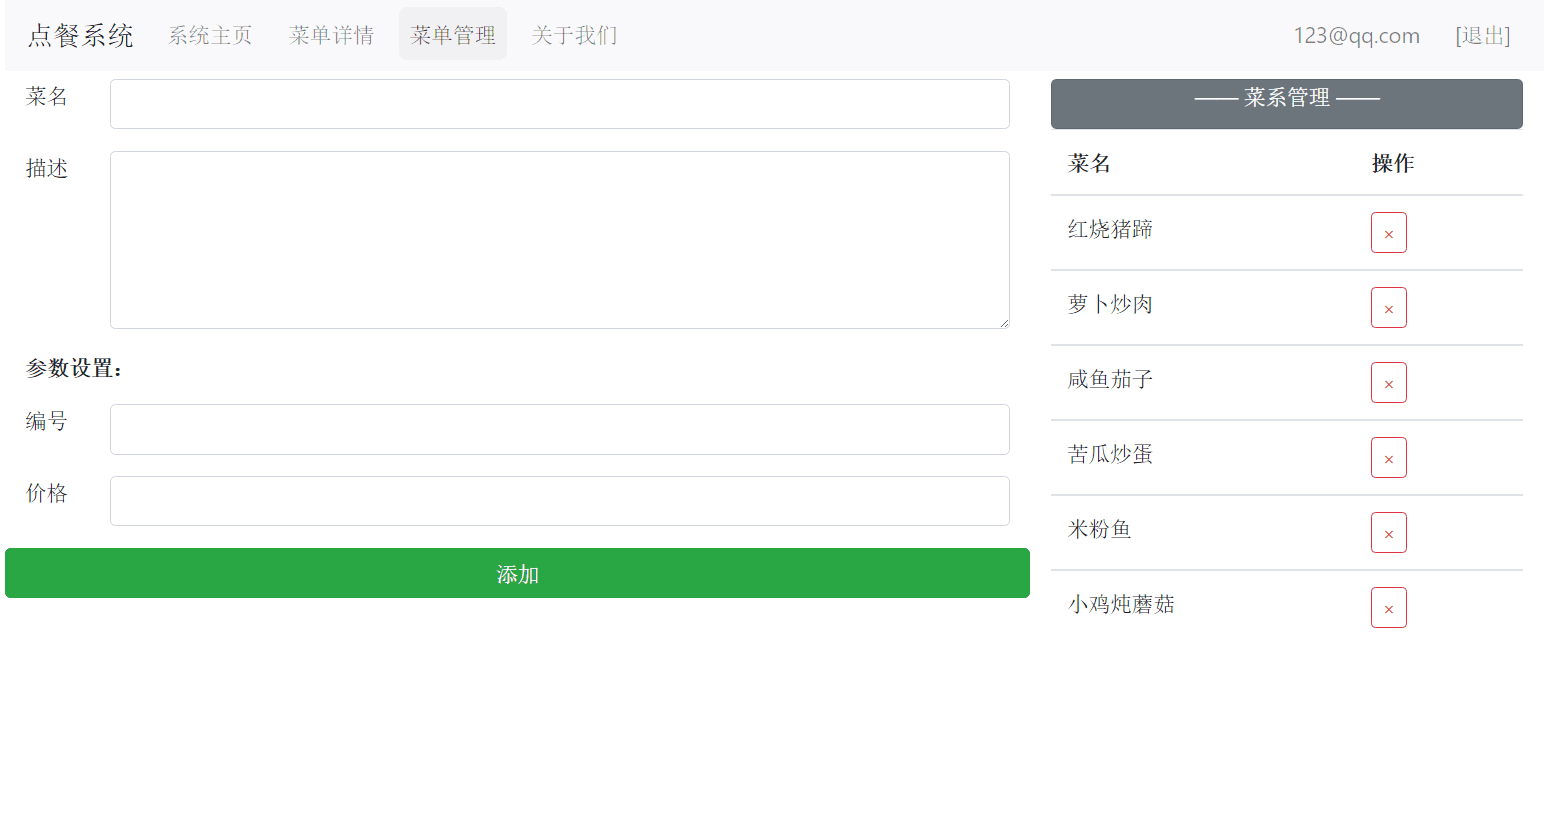 点餐系统 系统主页 菜单详情 菜单管理 关于我们 123@qq.com [退出]
菜名
描述
参数设置：
编号
价格
添加
—— 菜系管理 ——
菜名 操作
红烧猪蹄 ×
萝卜炒肉 ×
咸鱼茄子 ×
苦瓜炒蛋 ×
米粉鱼 ×
小鸡炖蘑菇 ×